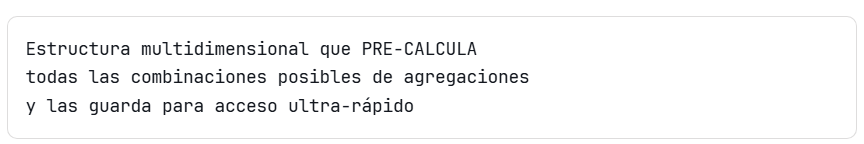 Estructura multidimensional que PRE-CALCULA
todas las combinaciones posibles de agregaciones
y las guarda para acceso ultra-rápido